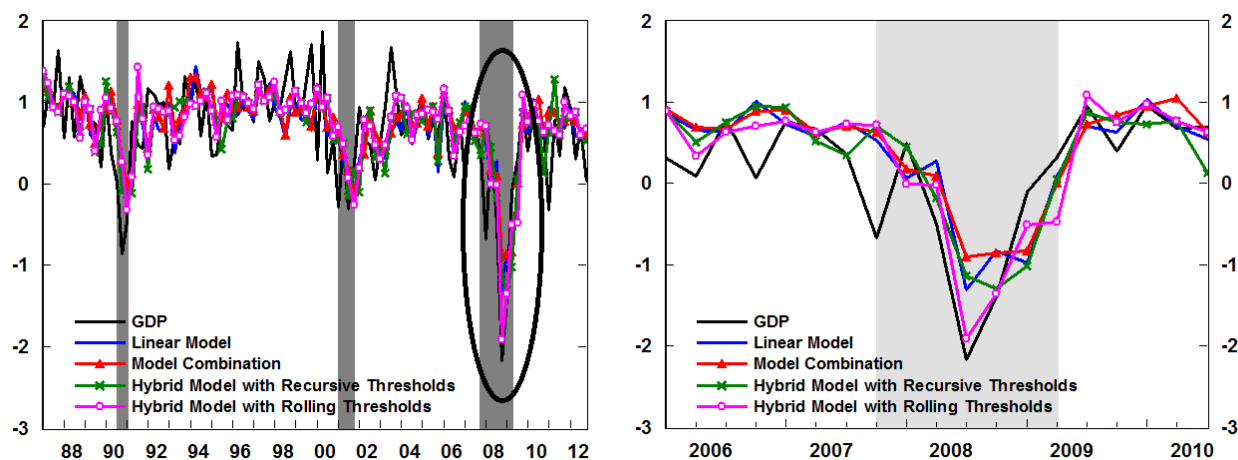 2
1
0
-1
-2
-3
GDP
Linear Model
Model Combination
Hybrid Model with Recursive Thresholds
Hybrid Model with Rolling Thresholds
88 90 92 94 96 98 00 02 04 06 08 10 12
2 2
1 1
0 0
-1 -1
-2 -2
-3 -3
GDP
Linear Model
Model Combination
Hybrid Model with Recursive Thresholds
Hybrid Model with Rolling Thresholds
2006 2007 2008 2009 2010